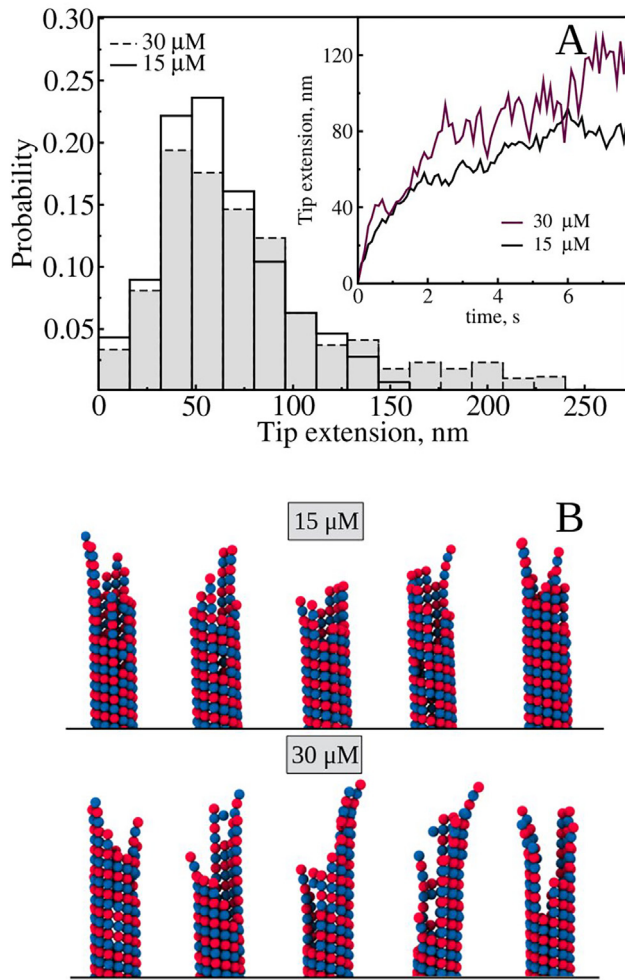 0.30
0.25
0.20
0.15
0.10
0.05
Probability
30 μM
15 μM
0
50
100
150
200
250
Tip extension, nm
A
120
80
40
0
Tip extension, nm
30 μM
15 μM
0
2
4
6
time, s
B
15 μM
30 μM